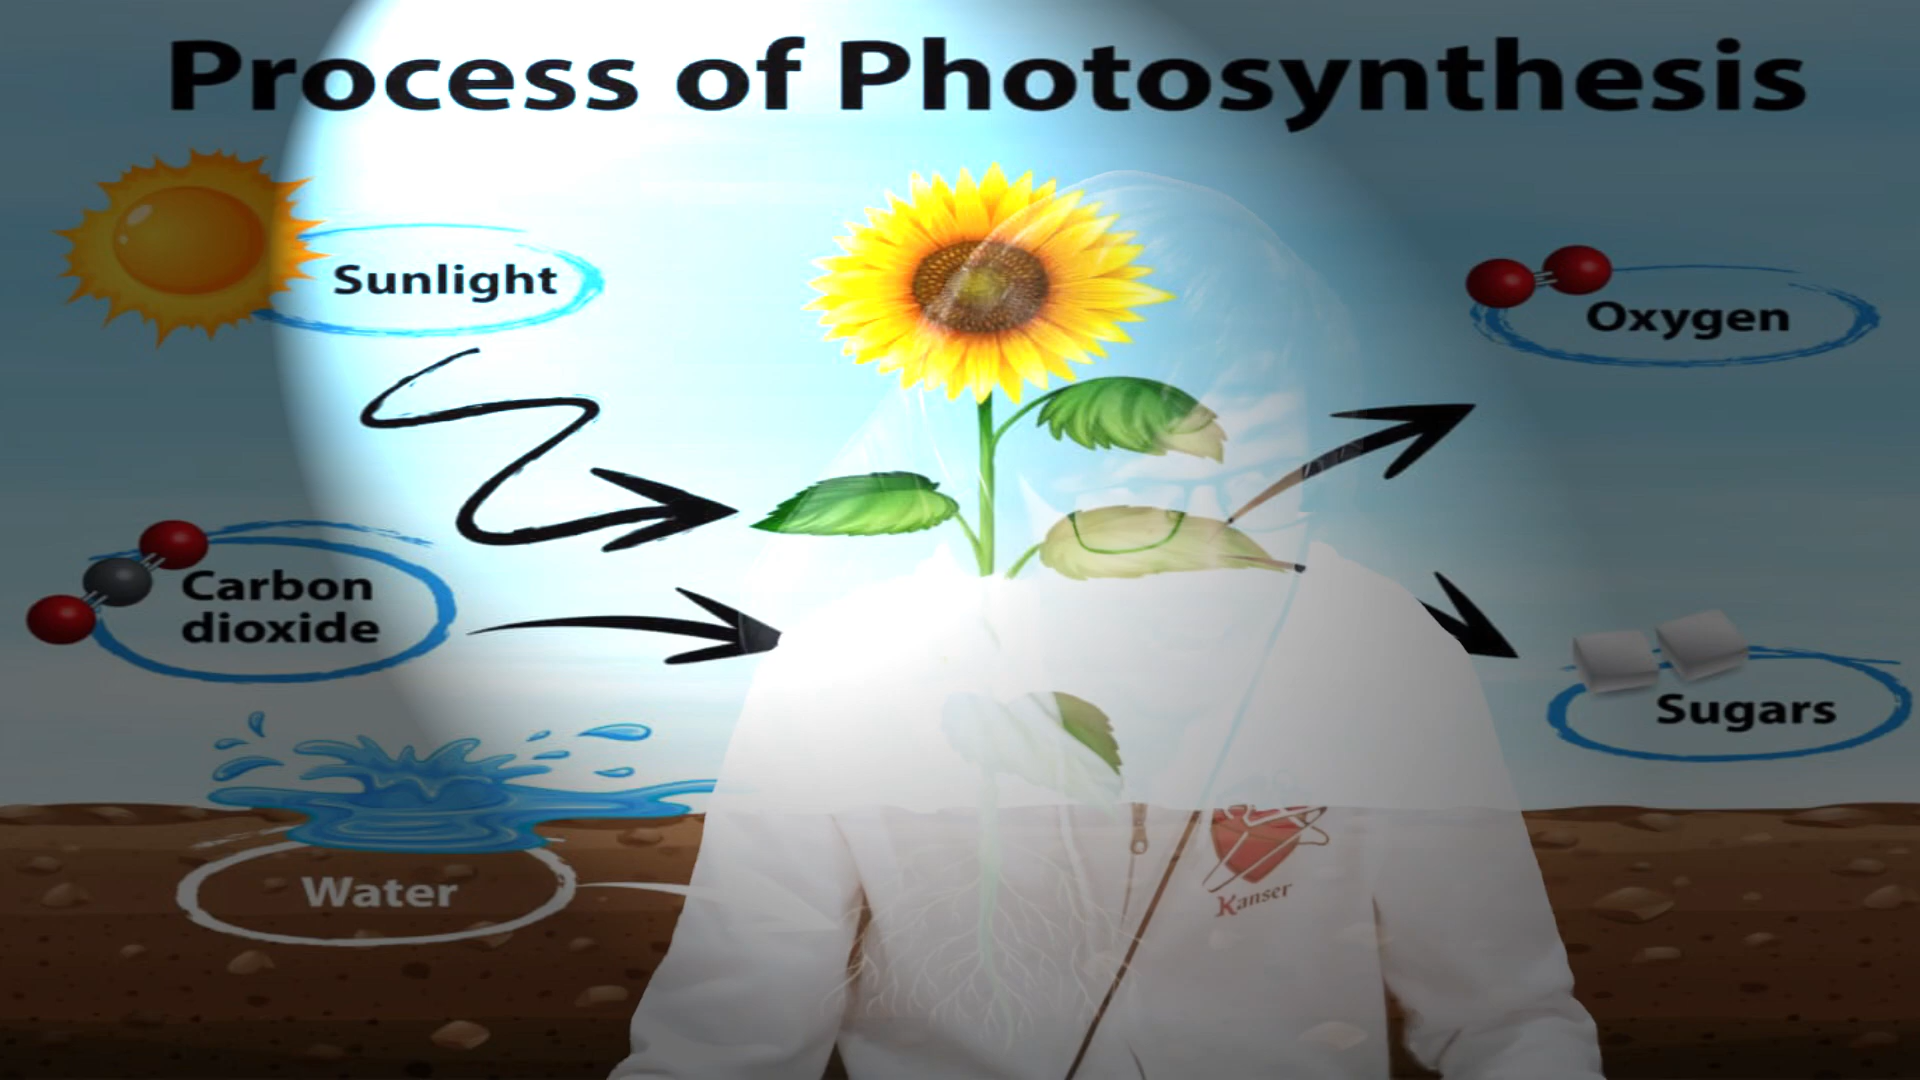 Process of Photosynthesis
Sunlight
Oxygen
Carbon
dioxide
Sugars
Water
Kanser